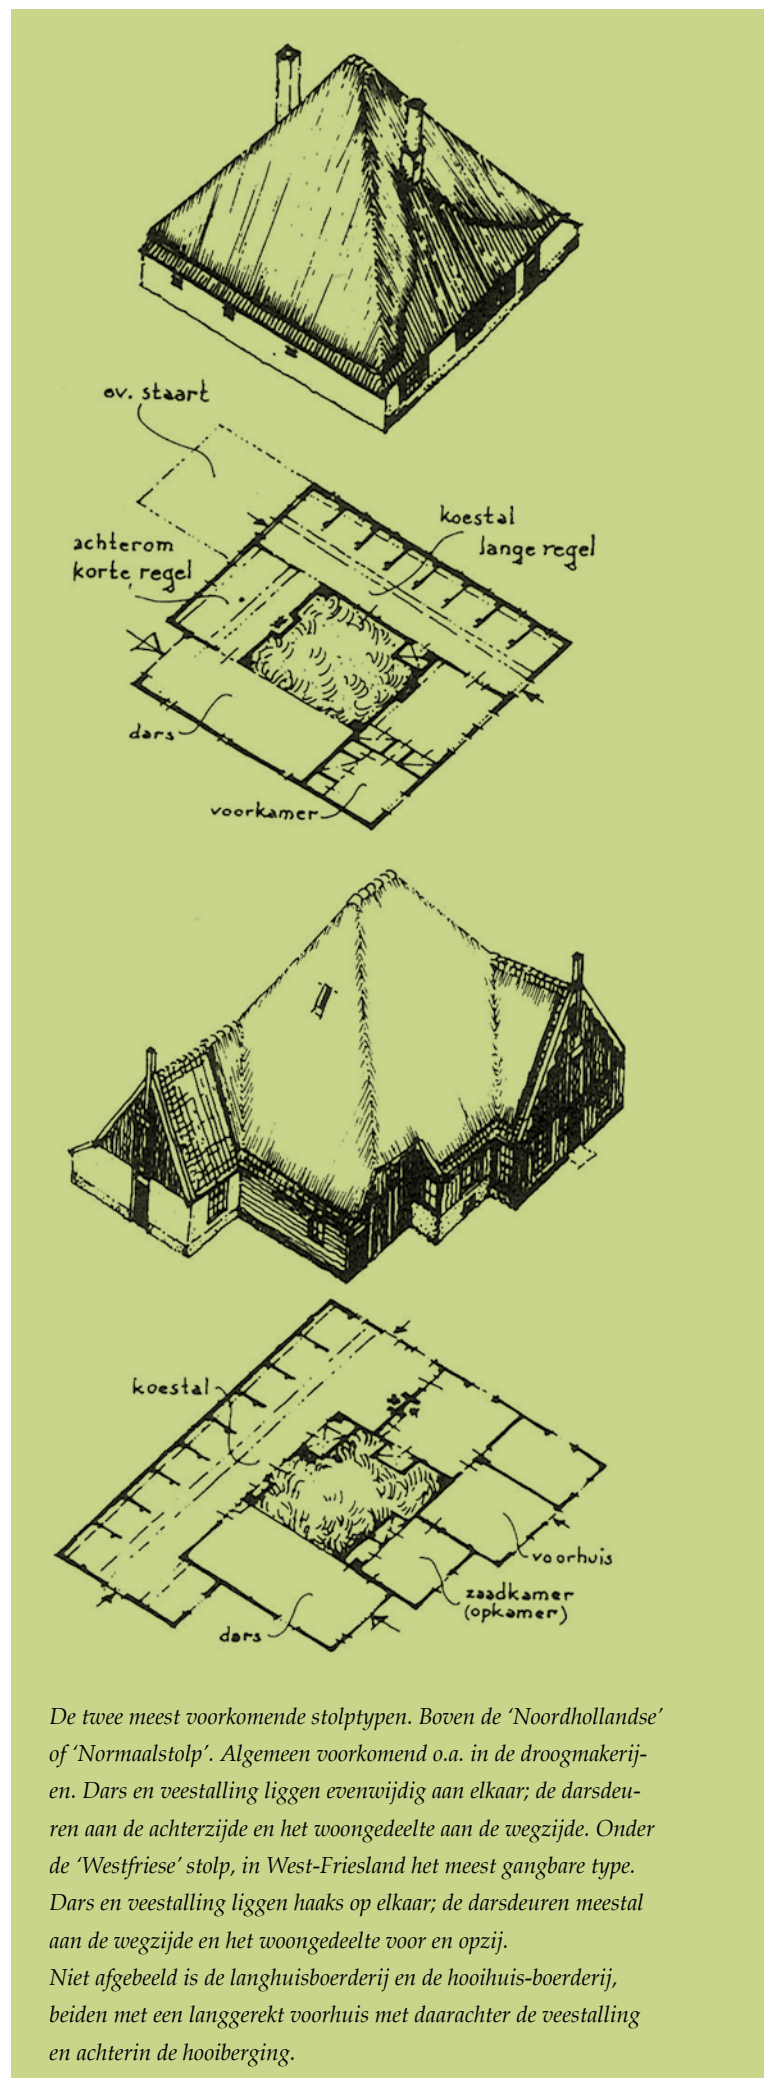 ev. staart
koestal
lange regel
achterom
korte regel
dars
voorkamer
koestal
voorhuis
zaadkamer
(opkamer)
dars
De twee meest voorkomende stolptypen. Boven de ‘Noordhollandse’
of ‘Normaalstolp’. Algemeen voorkomend o.a. in de droogmakerij-
en. Dars en veestalling liggen evenwijdig aan elkaar; de darsdeu-
ren aan de achterzijde en het woongedeelte aan de wegzijde. Onder
de ‘Westfriese’ stolp, in West-Friesland het meest gangbare type.
Dars en veestalling liggen haaks op elkaar; de darsdeuren meestal
aan de wegzijde en het woongedeelte voor en opzij.
Niet afgebeeld is de langhuisboerderij en de hooihuis-boerderij,
beiden met een langgerekt voorhuis met daarachter de veestalling
en achterin de hooiberging.